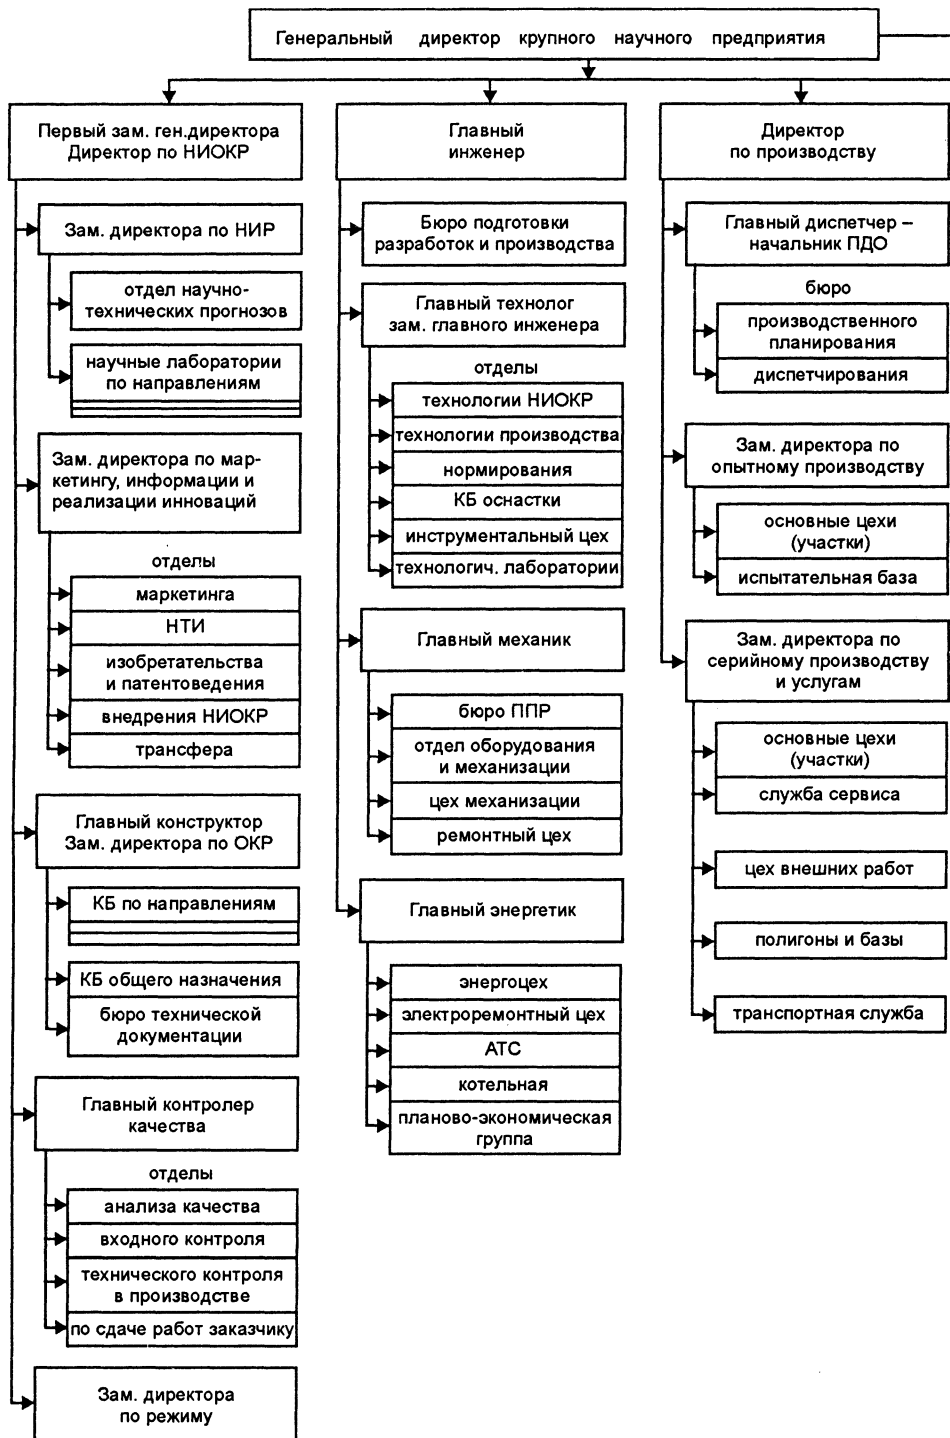 Генеральный директор крупного научного предприятия
Первый зам. ген.директора
Директор по НИОКР
Зам. директора по НИР
отдел научно-
технических прогнозов
научные лаборатории
по направлениям
Зам. директора по мар-
кетингу, информации и
реализации инноваций
отделы
маркетинга
НТИ
изобретательства
и патентоведения
внедрения НИОКР
трансфера
Главный конструктор
Зам. директора по ОКР
КБ по направлениям
КБ общего назначения
бюро технической
документации
Главный контролер
качества
отделы
анализа качества
входного контроля
технического контроля
в производстве
по сдаче работ заказчику
Зам. директора
по режиму
Главный
инженер
Бюро подготовки
разработок и производства
Главный технолог
зам. главного инженера
отделы
технологии НИОКР
технологии производства
нормирования
КБ оснастки
инструментальный цех
технологич. лаборатории
Главный механик
бюро ППР
отдел оборудования
и механизации
цех механизации
ремонтный цех
Главный энергетик
энергоцех
электроремонтный цех
АТС
котельная
планово-экономическая
группа
Директор
по производству
Главный диспетчер –
начальник ПДО
бюро
производственного
планирования
диспетчирования
Зам. директора по
опытному производству
основные цехи
(участки)
испытательная база
Зам. директора по
серийному производству
и услугам
основные цехи
(участки)
служба сервиса
цех внешних работ
полигоны и базы
транспортная служба